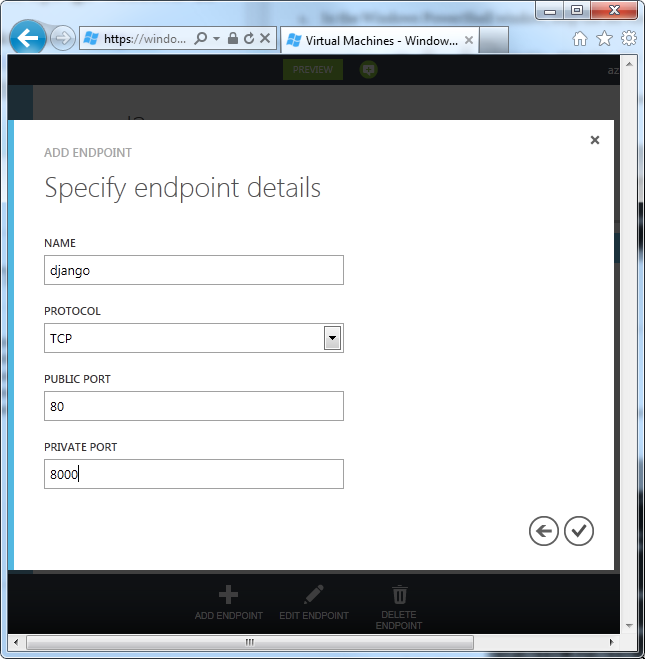 https://windo...
Virtual Machines - Window...
PREVIEW
az
ADD ENDPOINT
Specify endpoint details
NAME
django
PROTOCOL
TCP
PUBLIC PORT
80
PRIVATE PORT
8000
ADD ENDPOINT
EDIT ENDPOINT
DELETE
ENDPOINT